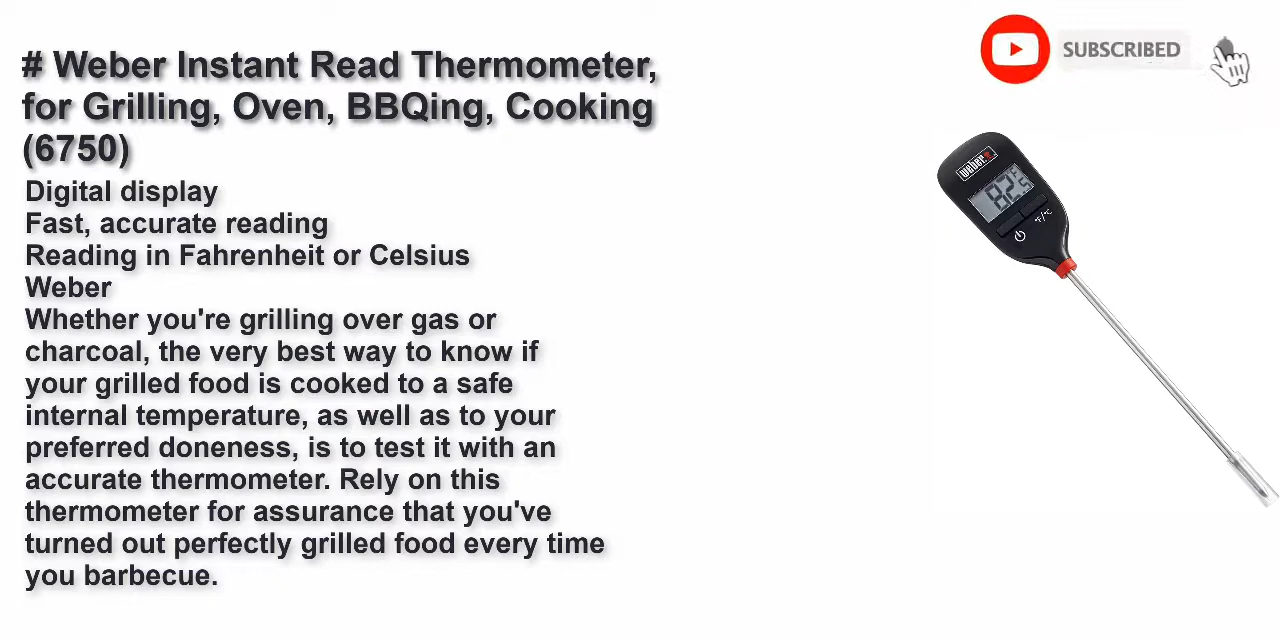 # Weber Instant Read Thermometer,
for Grilling, Oven, BBQing, Cooking
(6750)
Digital display
Fast, accurate reading
Reading in Fahrenheit or Celsius
Weber
Whether you're grilling over gas or
charcoal, the very best way to know if
your grilled food is cooked to a safe
internal temperature, as well as to your
preferred doneness, is to test it with an
accurate thermometer. Rely on this
thermometer for assurance that you've
turned out perfectly grilled food every time
you barbecue.
SUBSCRIBED
weber
82.5 °F
°F/°C